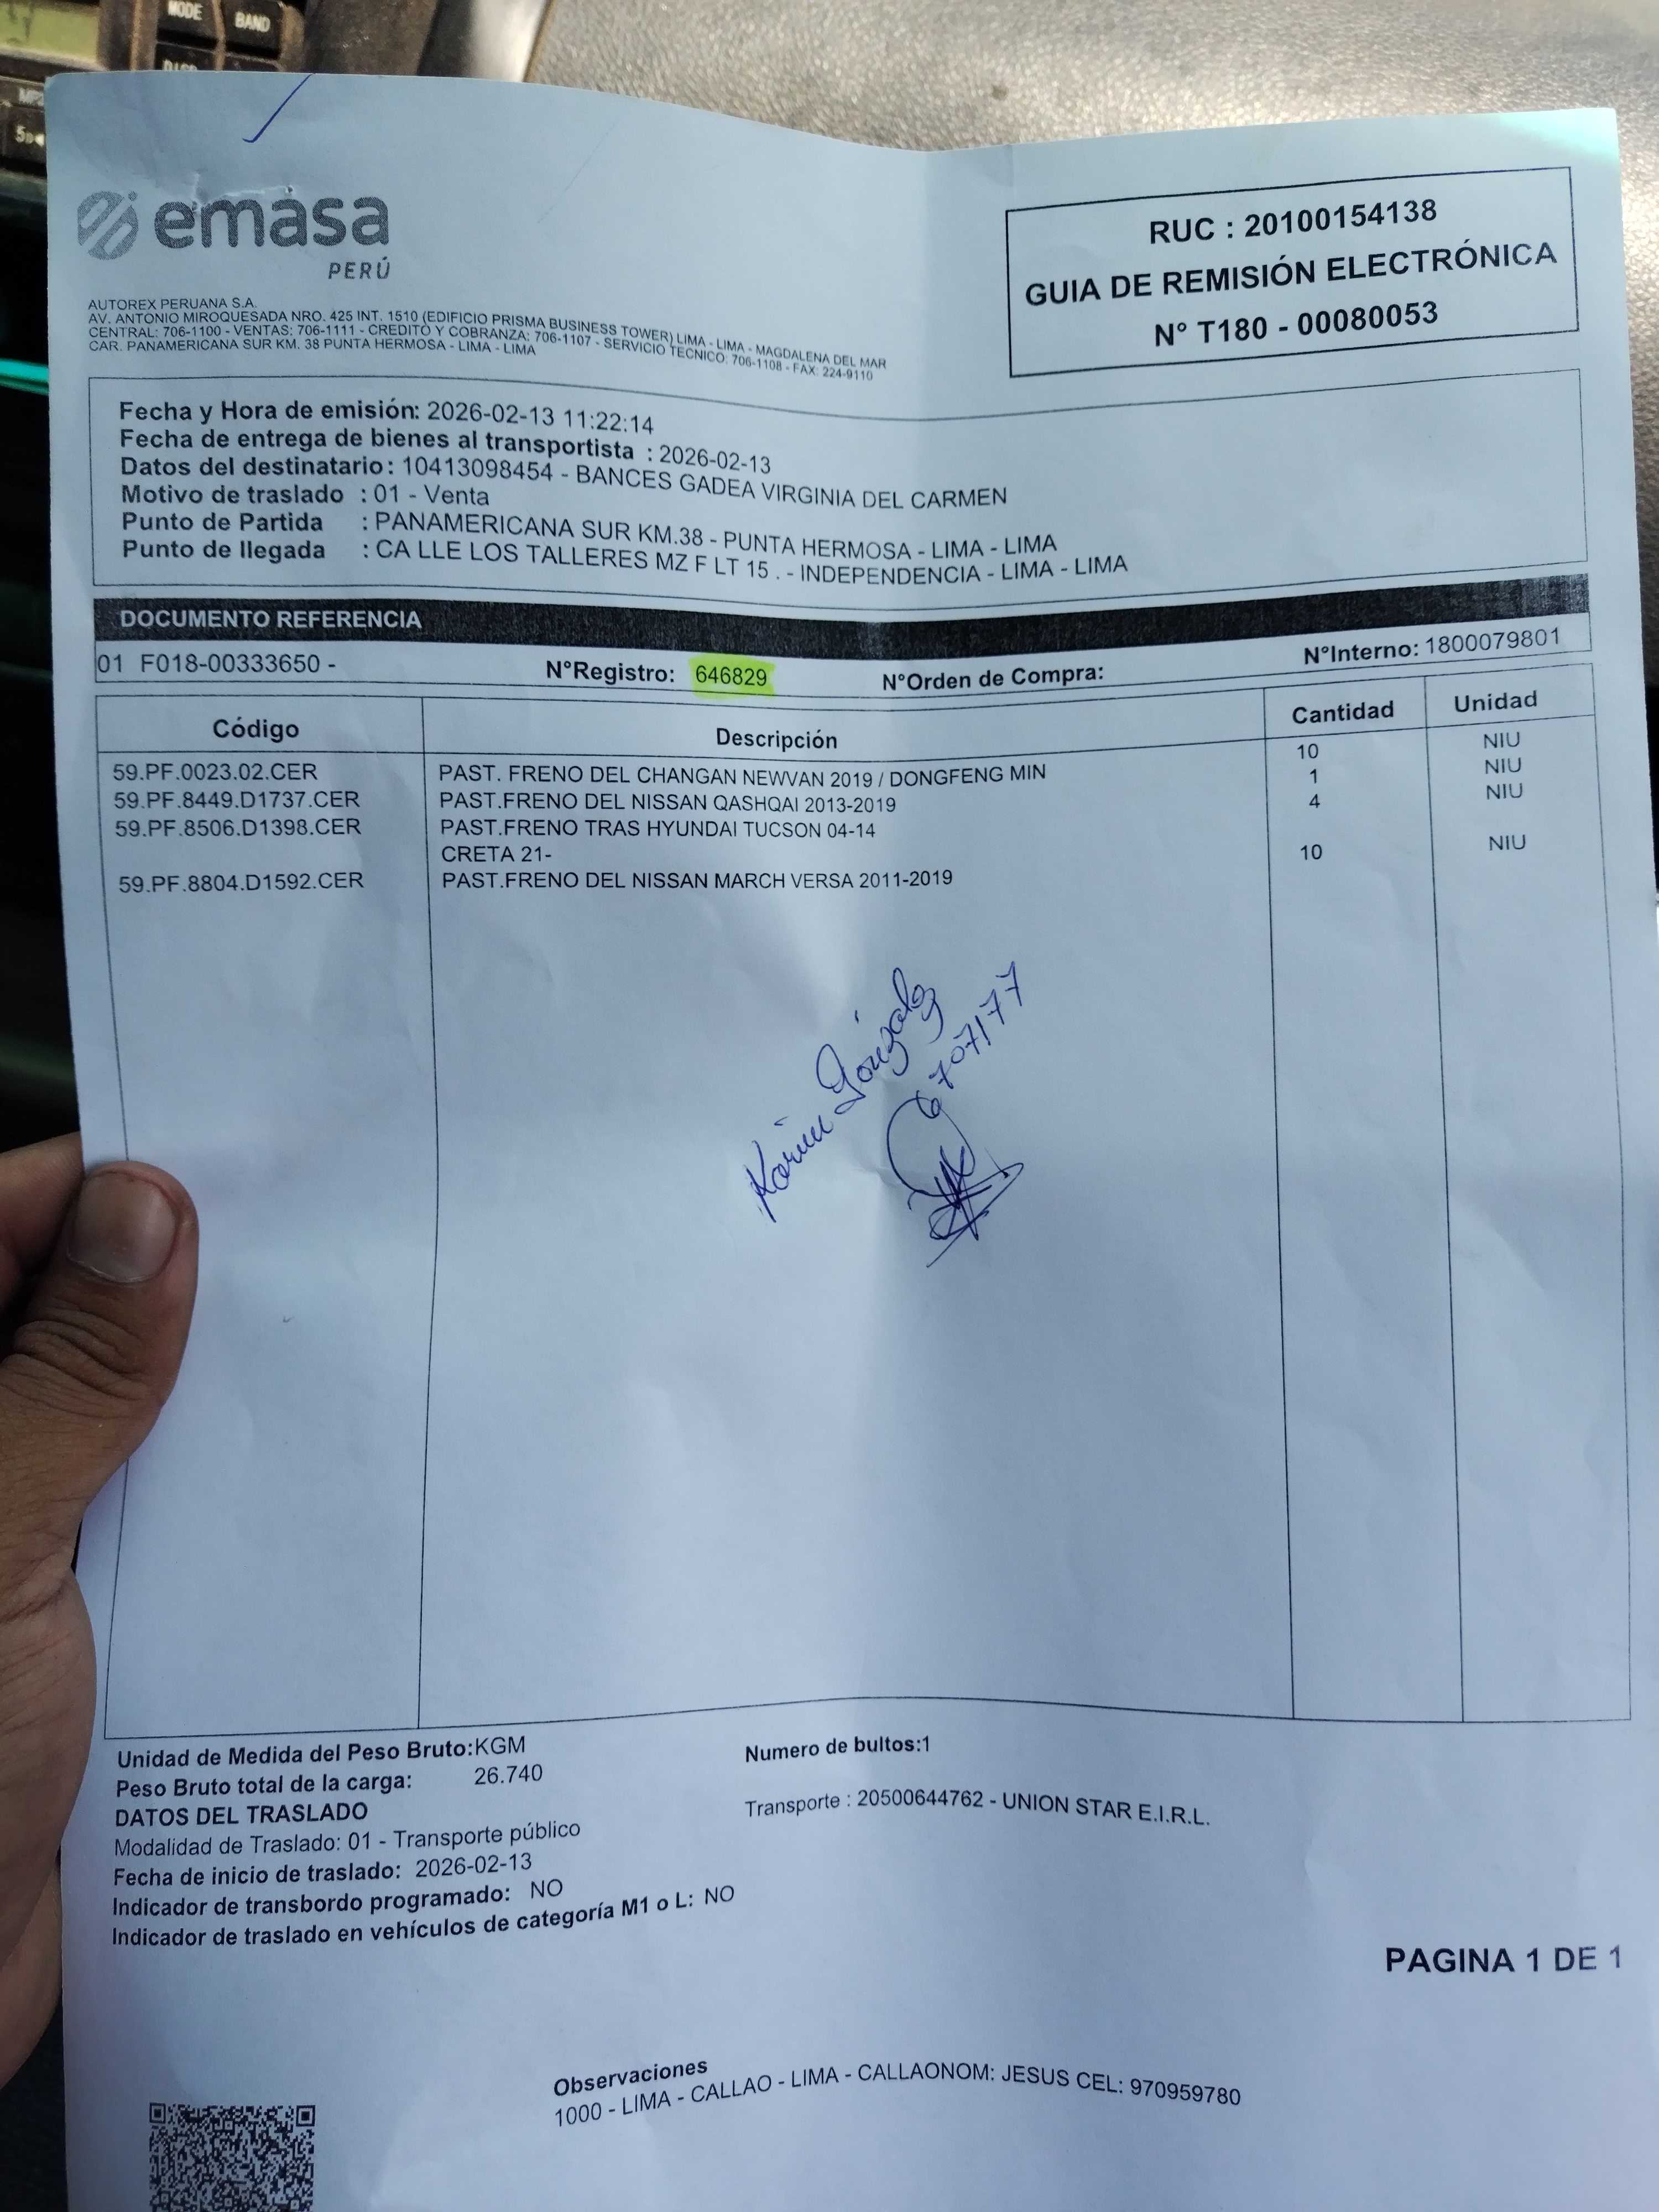 MODE
BAND
DISP
5D
emasa
PERÚ
RUC : 20100154138
GUIA DE REMISIÓN ELECTRÓNICA
N° T180 - 00080053
AUTOREX PERUANA S.A.
AV. ANTONIO MIROQUESADA NRO. 425 INT. 1510 (EDIFICIO PRISMA BUSINESS TOWER) LIMA - LIMA - MAGDALENA DEL MAR
CENTRAL: 706-1100 - VENTAS: 706-1111 - CREDITO Y COBRANZA: 706-1107 - SERVICIO TECNICO: 706-1108 - FAX: 224-9110
CAR. PANAMERICANA SUR KM. 38 PUNTA HERMOSA - LIMA - LIMA
Fecha y Hora de emisión: 2026-02-13 11:22:14
Fecha de entrega de bienes al transportista : 2026-02-13
Datos del destinatario: 10413098454 - BANCES GADEA VIRGINIA DEL CARMEN
Motivo de traslado : 01 - Venta
Punto de Partida : PANAMERICANA SUR KM.38 - PUNTA HERMOSA - LIMA - LIMA
Punto de llegada : CA LLE LOS TALLERES MZ F LT 15 . - INDEPENDENCIA - LIMA - LIMA
DOCUMENTO REFERENCIA
01 F018-00333650 - N°Registro: 646829 N°Orden de Compra: N°Interno: 1800079801
Código Descripción Cantidad Unidad
59.PF.0023.02.CER PAST. FRENO DEL CHANGAN NEWVAN 2019 / DONGFENG MIN 10 NIU
59.PF.8449.D1737.CER PAST.FRENO DEL NISSAN QASHQAI 2013-2019 1 NIU
59.PF.8506.D1398.CER PAST.FRENO TRAS HYUNDAI TUCSON 04-14 4 NIU
CRETA 21-
59.PF.8804.D1592.CER PAST.FRENO DEL NISSAN MARCH VERSA 2011-2019 10 NIU
Unidad de Medida del Peso Bruto:KGM Numero de bultos:1
Peso Bruto total de la carga: 26.740
DATOS DEL TRASLADO Transporte : 20500644762 - UNION STAR E.I.R.L.
Modalidad de Traslado: 01 - Transporte público
Fecha de inicio de traslado: 2026-02-13
Indicador de transbordo programado: NO
Indicador de traslado en vehículos de categoría M1 o L: NO
PAGINA 1 DE 1
Observaciones
1000 - LIMA - CALLAO - LIMA - CALLAONOM: JESUS CEL: 970959780